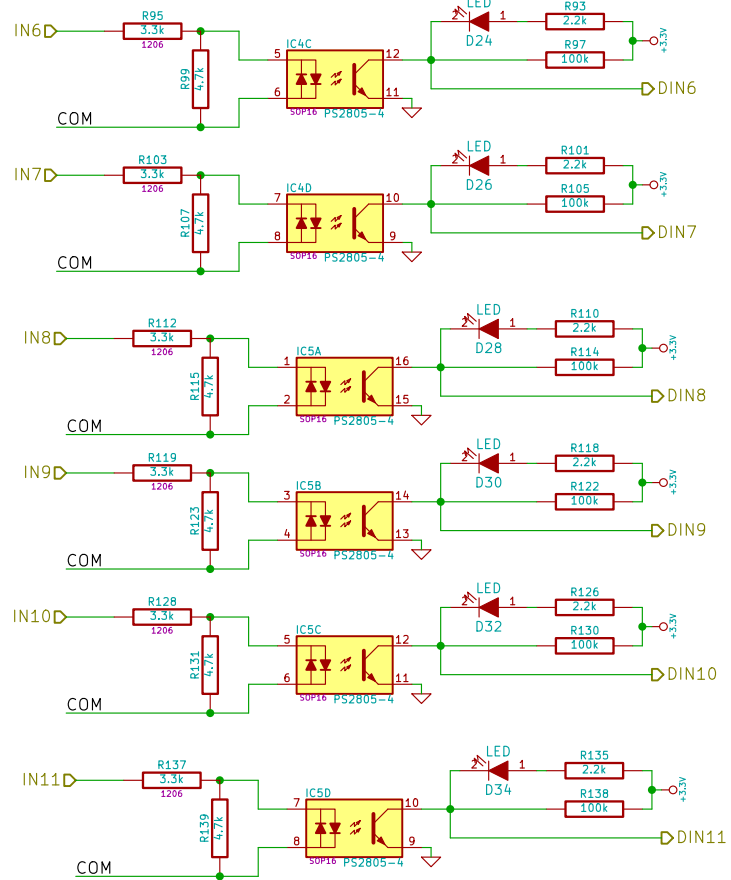 LED
R95
R93
IN6
3.3k
2
1
2.2k
1206
D24
+3.3V
IC4C
R97
5
12
100k
R99
4.7k
DIN6
6
11
COM
SOP16
PS2805-4
LED
R103
R101
IN7
3.3k
2
1
2.2k
1206
D26
+3.3V
IC4D
R105
7
10
100k
R107
4.7k
DIN7
8
9
COM
SOP16
PS2805-4
LED
R112
R110
IN8
3.3k
2
1
2.2k
1206
D28
+3.3V
IC5A
R114
1
16
100k
R115
4.7k
DIN8
2
15
COM
SOP16
PS2805-4
LED
R119
R118
IN9
3.3k
2
1
2.2k
1206
D30
+3.3V
IC5B
R122
3
14
100k
R123
4.7k
DIN9
4
13
COM
SOP16
PS2805-4
LED
R128
R126
IN10
3.3k
2
1
2.2k
1206
D32
+3.3V
IC5C
R130
5
12
100k
R131
4.7k
DIN10
6
11
COM
SOP16
PS2805-4
LED
R137
R135
IN11
3.3k
2
1
2.2k
1206
D34
+3.3V
IC5D
R138
7
10
100k
R139
4.7k
DIN11
8
9
COM
SOP16
PS2805-4